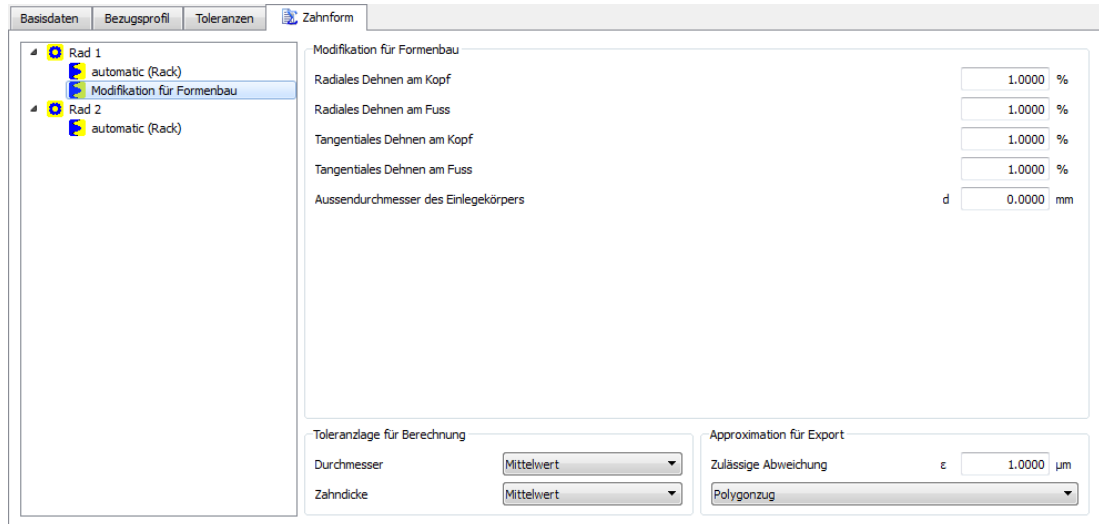 Basisdaten Bezugsprofil Toleranzen Zahnform
Rad 1
automatic (Rack)
Modifikation für Formenbau
Rad 2
automatic (Rack)
Modifikation für Formenbau
Radiales Dehnen am Kopf 1.0000 %
Radiales Dehnen am Fuss 1.0000 %
Tangentiales Dehnen am Kopf 1.0000 %
Tangentiales Dehnen am Fuss 1.0000 %
Aussendurchmesser des Einlegekörpers d 0.0000 mm
Toleranzlage für Berechnung
Durchmesser Mittelwert
Zahndicke Mittelwert
Approximation für Export
Zulässige Abweichung ε 1.0000 µm
Polygonzug